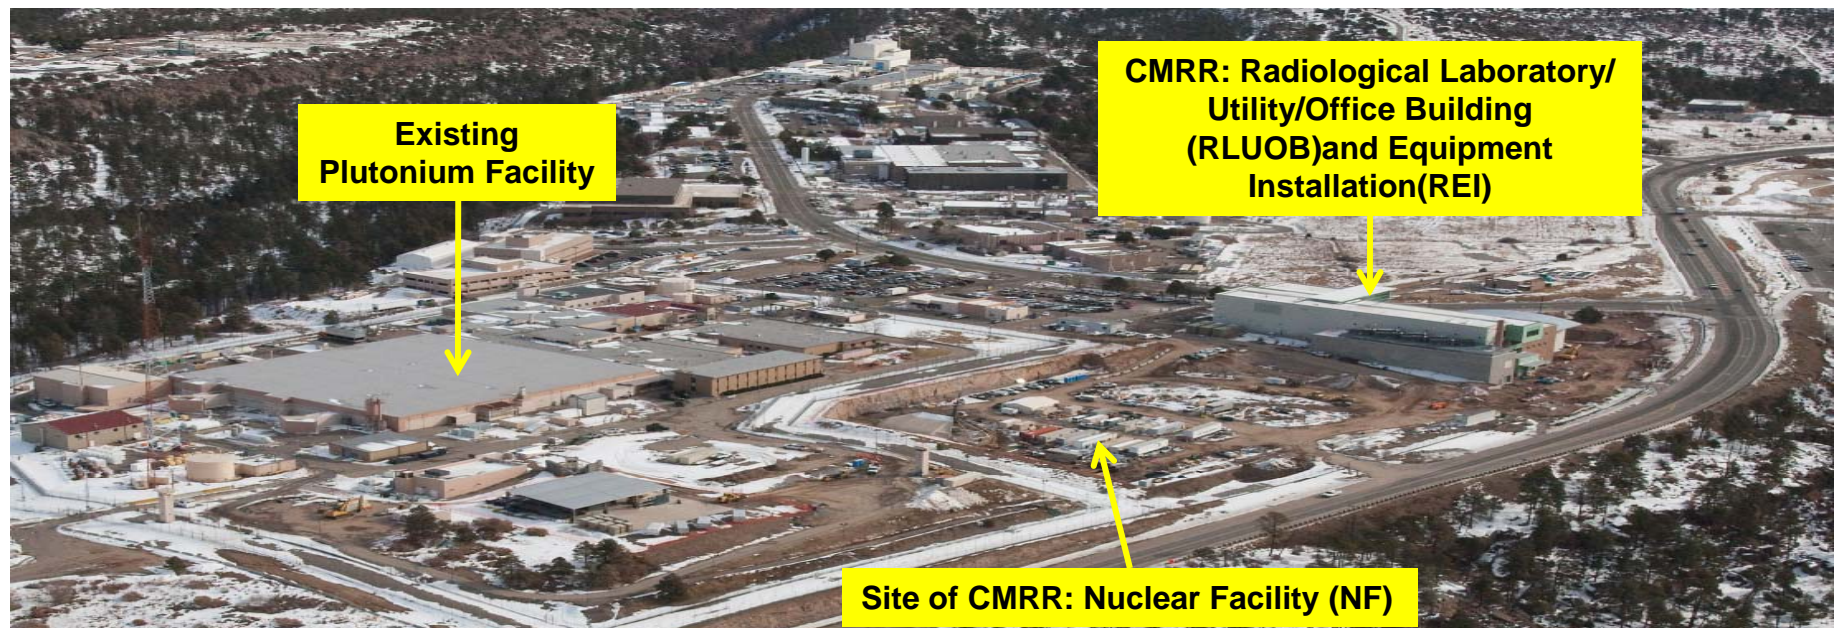 Existing
Plutonium Facility
CMRR: Radiological Laboratory/
Utility/Office Building
(RLUOB)and Equipment
Installation(REI)
Site of CMRR: Nuclear Facility (NF)